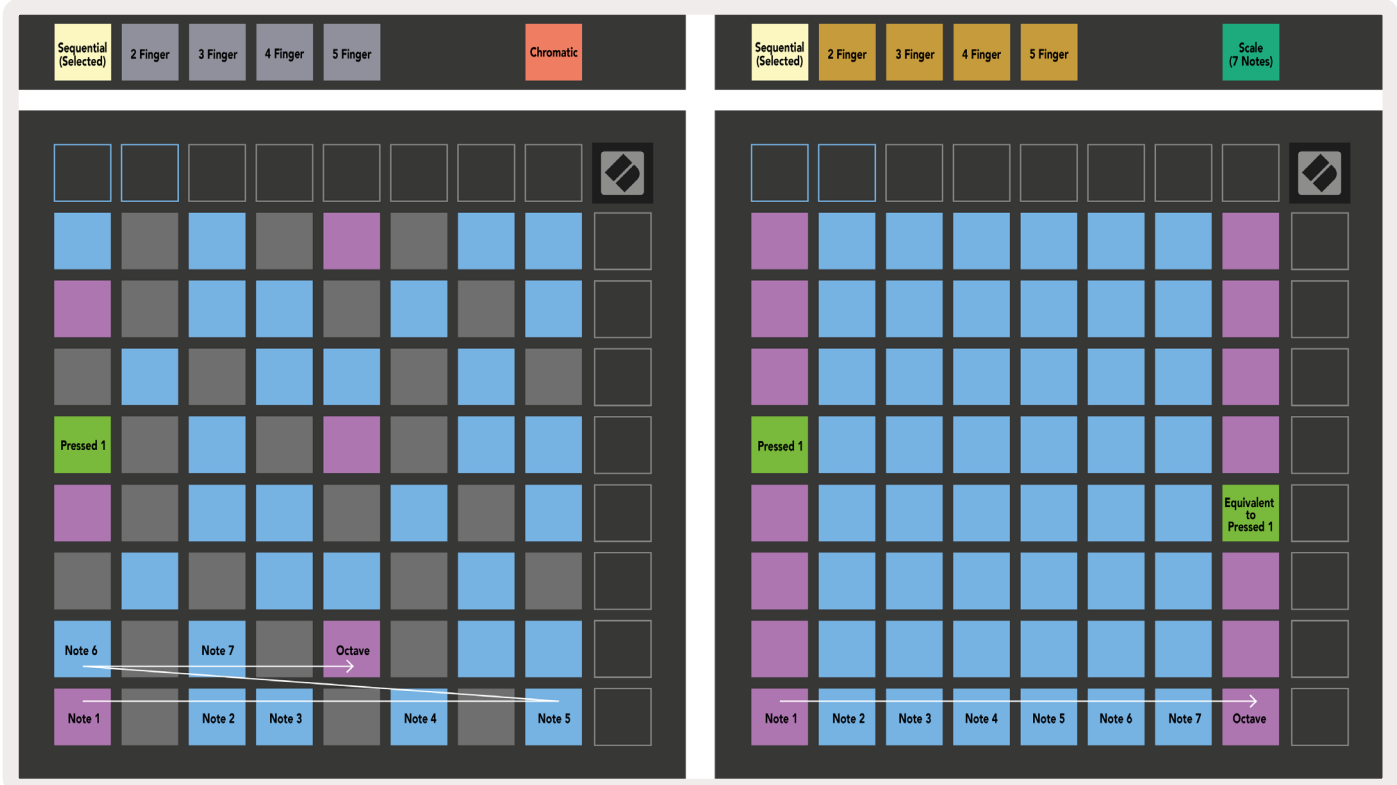 Sequential
(Selected)
2 Finger
3 Finger
4 Finger
5 Finger
Chromatic
Sequential
(Selected)
2 Finger
3 Finger
4 Finger
5 Finger
Scale
(7 Notes)
Pressed 1
Note 6
Note 7
Octave
Note 1
Note 2
Note 3
Note 4
Note 5
Pressed 1
Equivalent
to
Pressed 1
Note 1
Note 2
Note 3
Note 4
Note 5
Note 6
Note 7
Octave